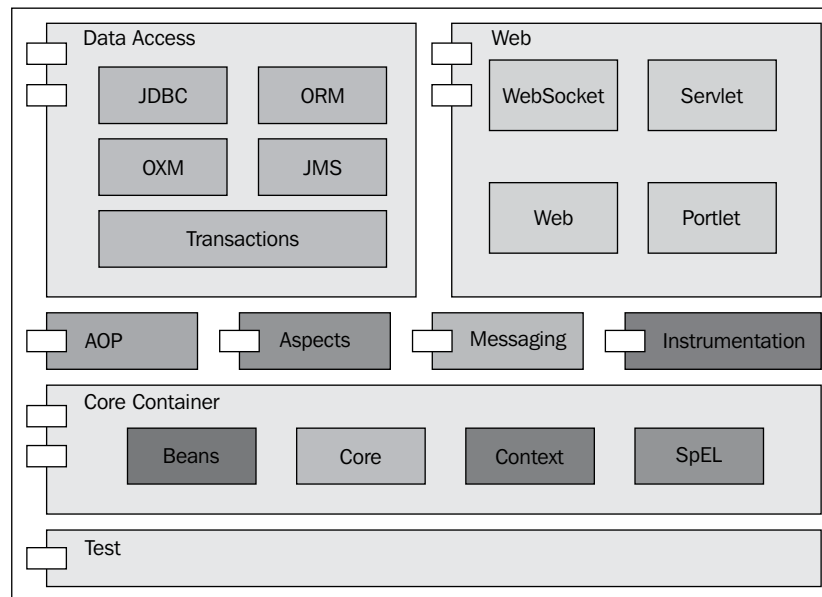 Data Access
JDBC
ORM
OXM
JMS
Transactions
Web
WebSocket
Servlet
Web
Portlet
AOP
Aspects
Messaging
Instrumentation
Core Container
Beans
Core
Context
SpEL
Test